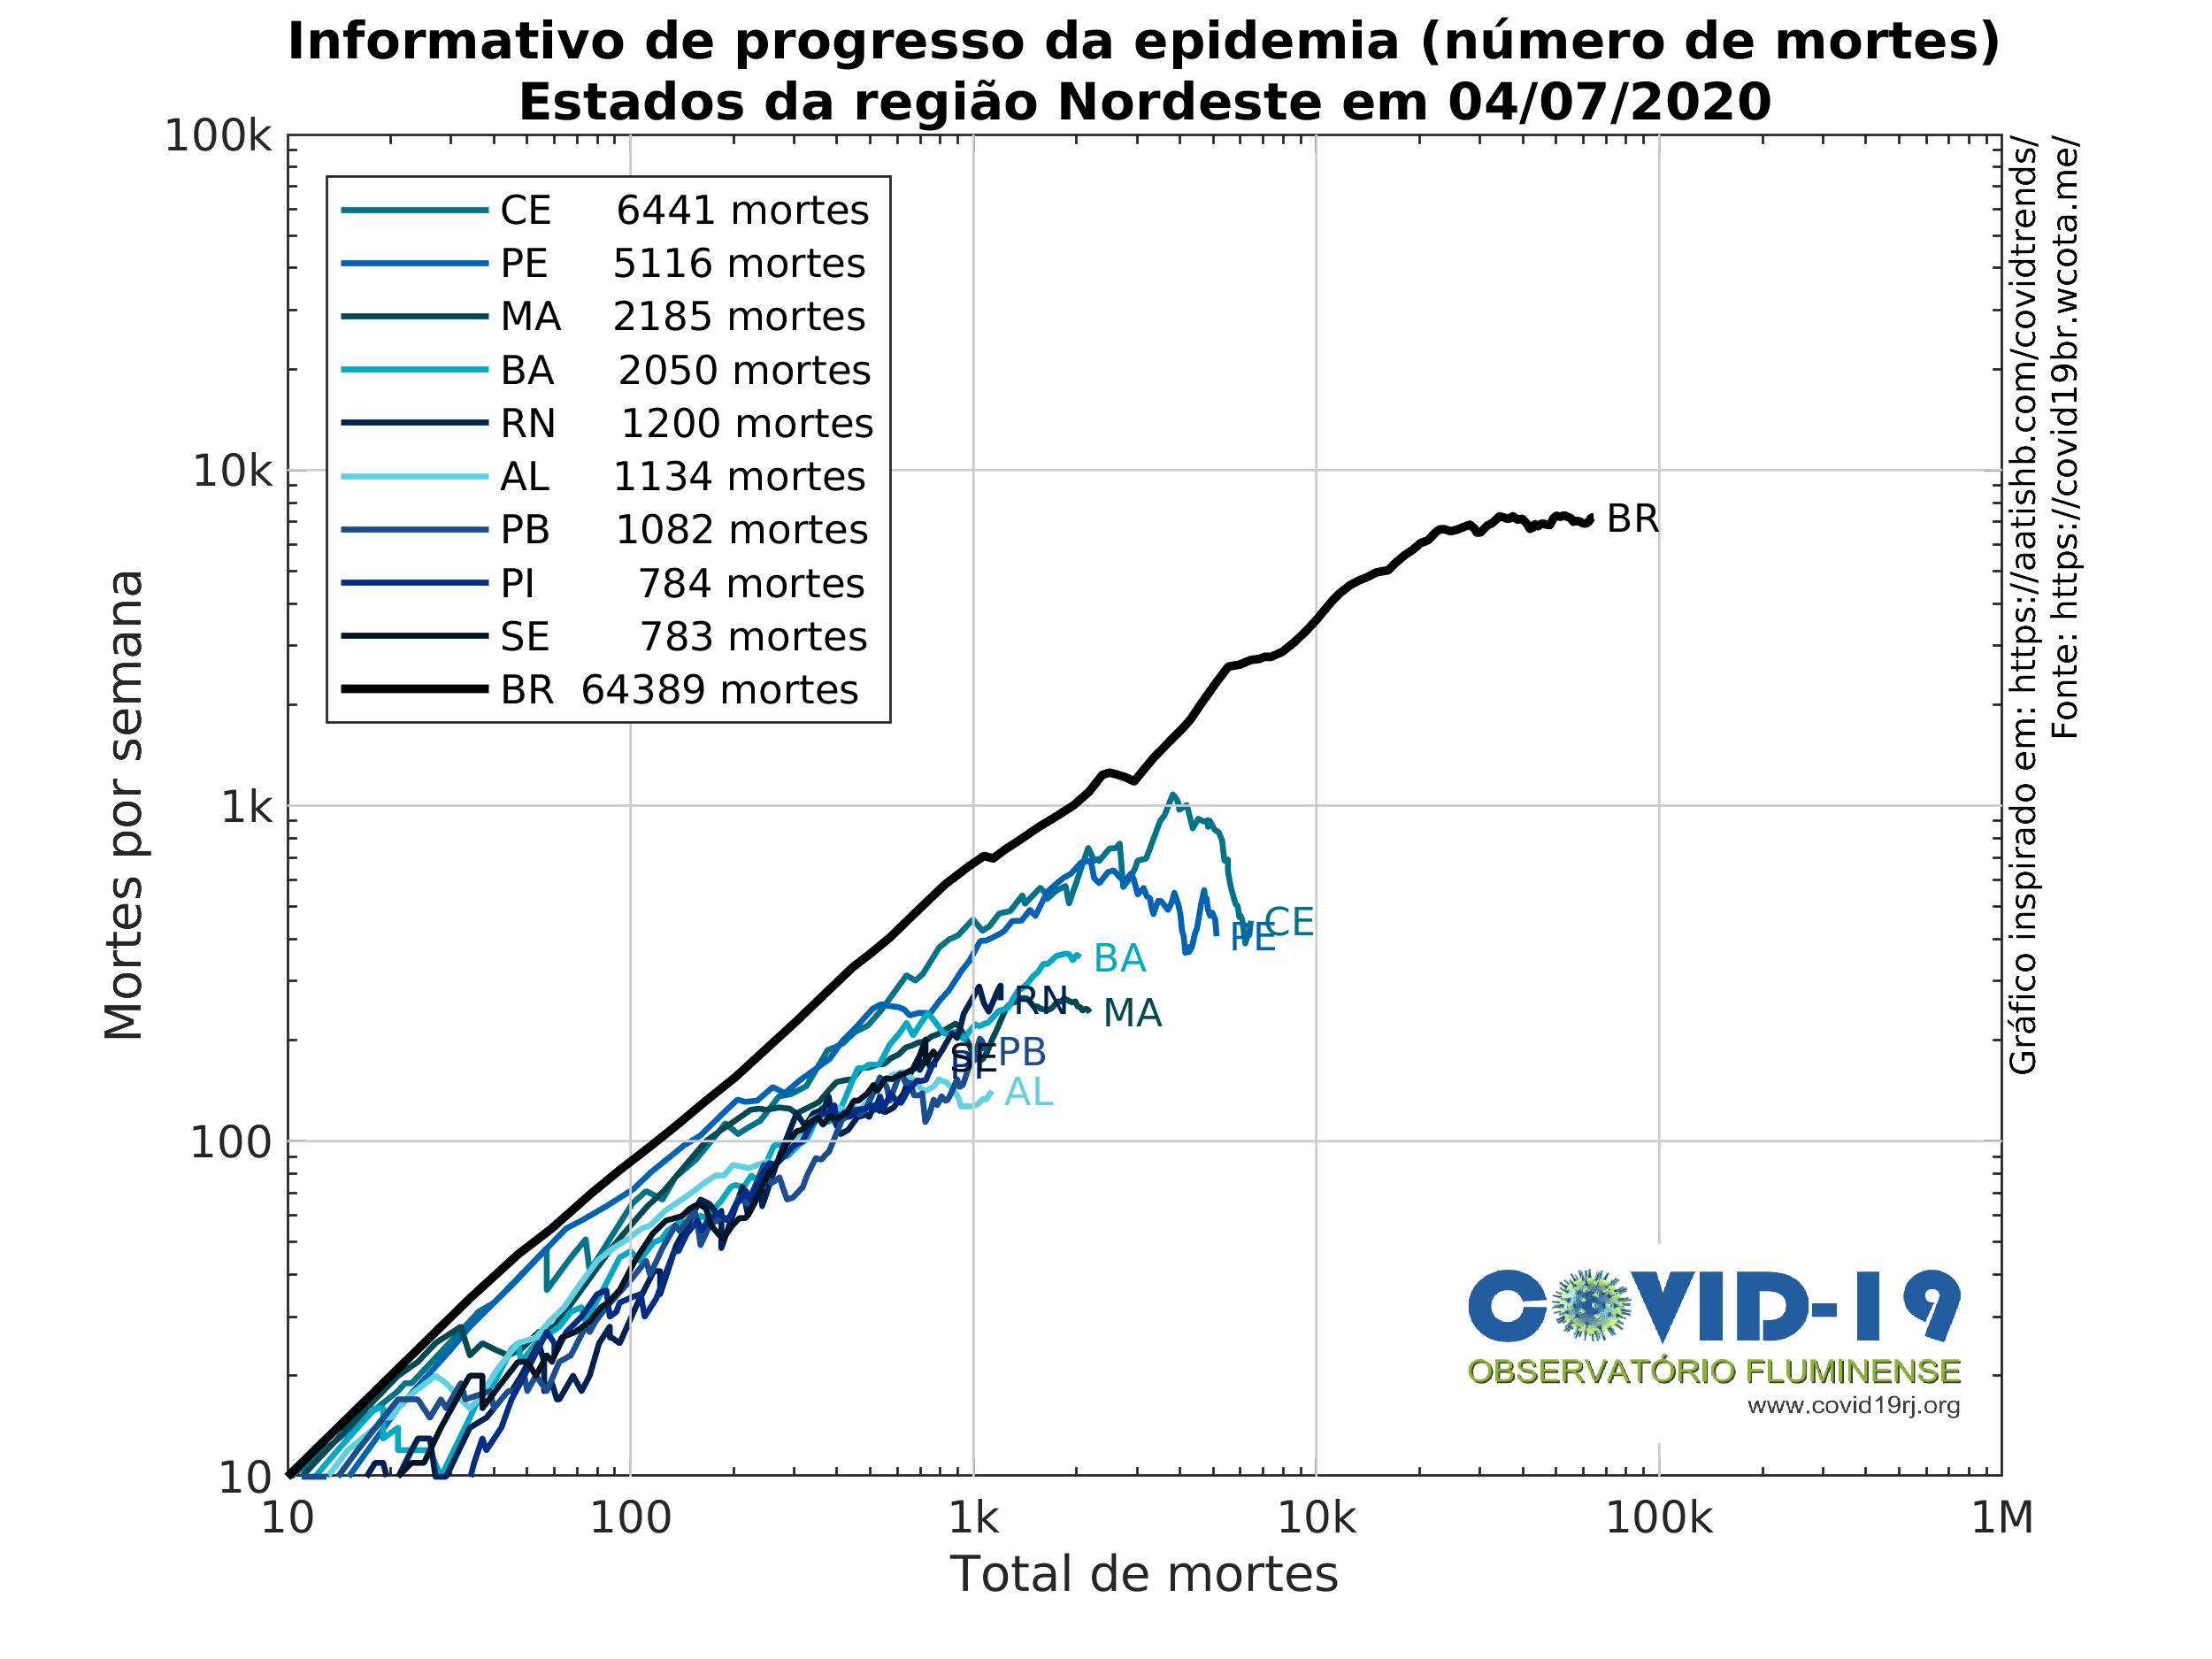 Informativo de progresso da epidemia (número de mortes)
Estados da região Nordeste em 04/07/2020
100k
10k
1k
100
10
Mortes por semana
CE 6441 mortes
PE 5116 mortes
MA 2185 mortes
BA 2050 mortes
RN 1200 mortes
AL 1134 mortes
PB 1082 mortes
PI 784 mortes
SE 783 mortes
BR 64389 mortes
BR
CE
PE
BA
RN
MA
SE
PI
PB
AL
Gráfico inspirado em: https://aatishb.com/covidtrends/
Fonte: https://covid19br.wcota.me/
COVID-19
OBSERVATÓRIO FLUMINENSE
www.covid19rj.org
10
100
1k
10k
100k
1M
Total de mortes